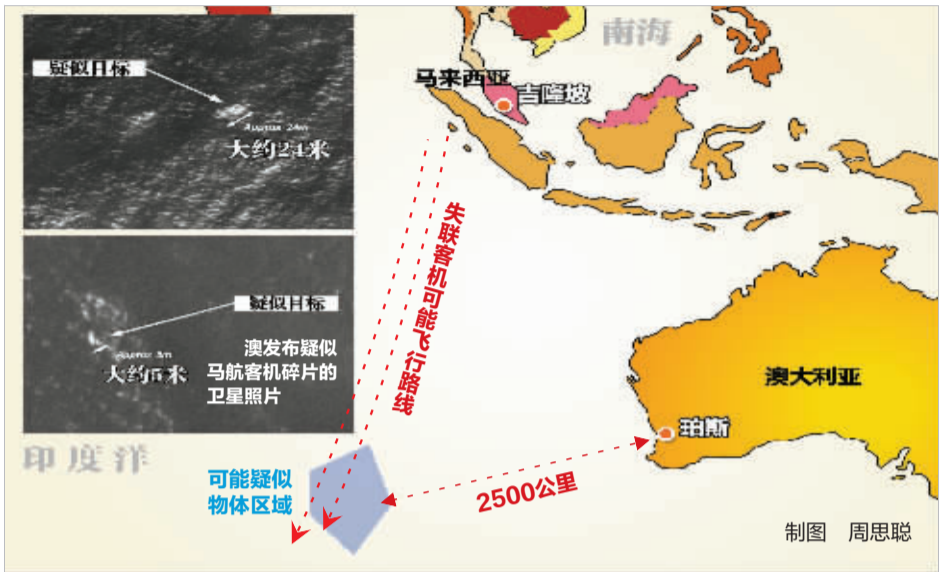 疑似目标
Approx 24m
大约24米
疑似目标
Approx 5m
大约5米
澳发布疑似
马航客机碎片的
卫星照片
南海
马来西亚
吉隆坡
失联客机可能飞行路线
澳大利亚
珀斯
印度洋
可能疑似
物体区域
2500公里
制图 周思聪